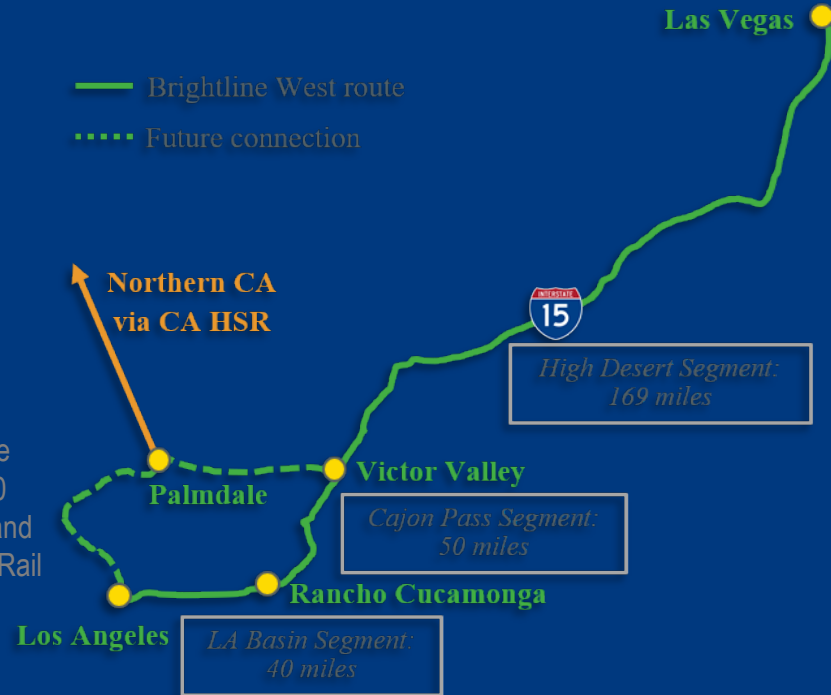 Las Vegas
Brightline West route
Future connection
Northern CA
via CA HSR
INTERSTATE
15
High Desert Segment:
169 miles
Palmdale
Victor Valley
Cajon Pass Segment:
50 miles
and
Rail
Rancho Cucamonga
Los Angeles
LA Basin Segment:
40 miles